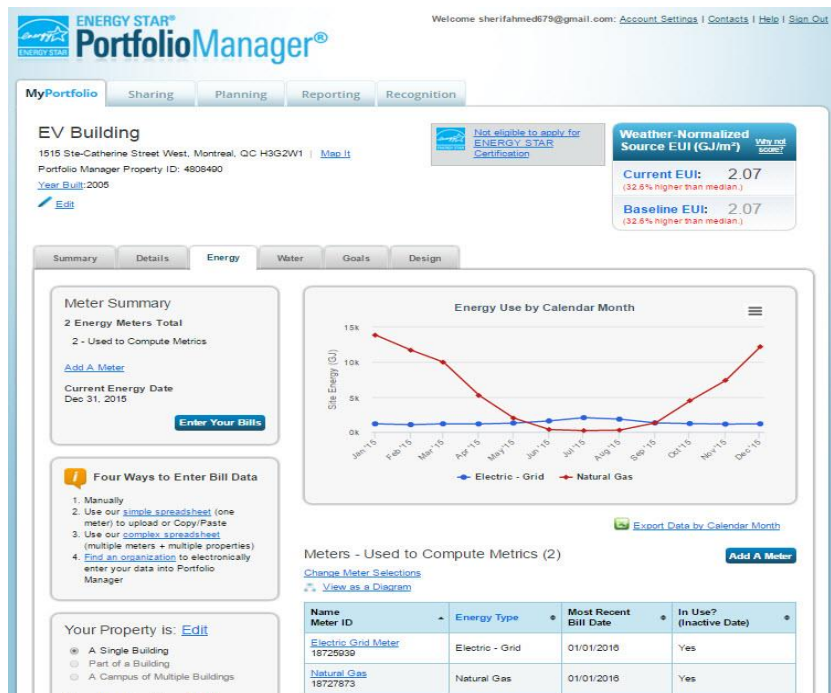 ENERGY STAR®
PortfolioManager®
energy
ENERGY STAR
Welcome sherifahmed679@gmail.com: Account Settings | Contacts | Help | Sign Out
MyPortfolio Sharing Planning Reporting Recognition
EV Building
1515 Ste-Catherine Street West, Montreal, QC H3G2W1 | Map It
Portfolio Manager Property ID: 4808490
Year Built:2005
Edit
Not eligible to apply for
ENERGY STAR
Certification
Weather-Normalized
Source EUI (GJ/m²) Why not
score?
Current EUI: 2.07
(32.6% higher than median.)
Baseline EUI: 2.07
(32.6% higher than median.)
Summary Details Energy Water Goals Design
Meter Summary
2 Energy Meters Total
2 - Used to Compute Metrics
Add A Meter
Current Energy Date
Dec 31, 2015
Enter Your Bills
Four Ways to Enter Bill Data
1. Manually
2. Use our simple spreadsheet (one
meter) to upload or Copy/Paste
3. Use our complex spreadsheet
(multiple meters + multiple properties)
4. Find an organization to electronically
enter your data into Portfolio
Manager
Your Property is: Edit
A Single Building
Part of a Building
A Campus of Multiple Buildings
Energy Use by Calendar Month
Site Energy (GJ)
15k
10k
5k
0k
Jan '15 Feb '15 Mar '15 Apr '15 May '15 Jun '15 Jul '15 Aug '15 Sep '15 Oct '15 Nov '15 Dec '15
Electric - Grid Natural Gas
Export Data by Calendar Month
Meters - Used to Compute Metrics (2)
Add A Meter
Change Meter Selections
View as a Diagram
Name
Meter ID
Energy Type
Most Recent
Bill Date
In Use?
(Inactive Date)
Electric Grid Meter
18725939
Electric - Grid
01/01/2016
Yes
Natural Gas
18727873
Natural Gas
01/01/2016
Yes